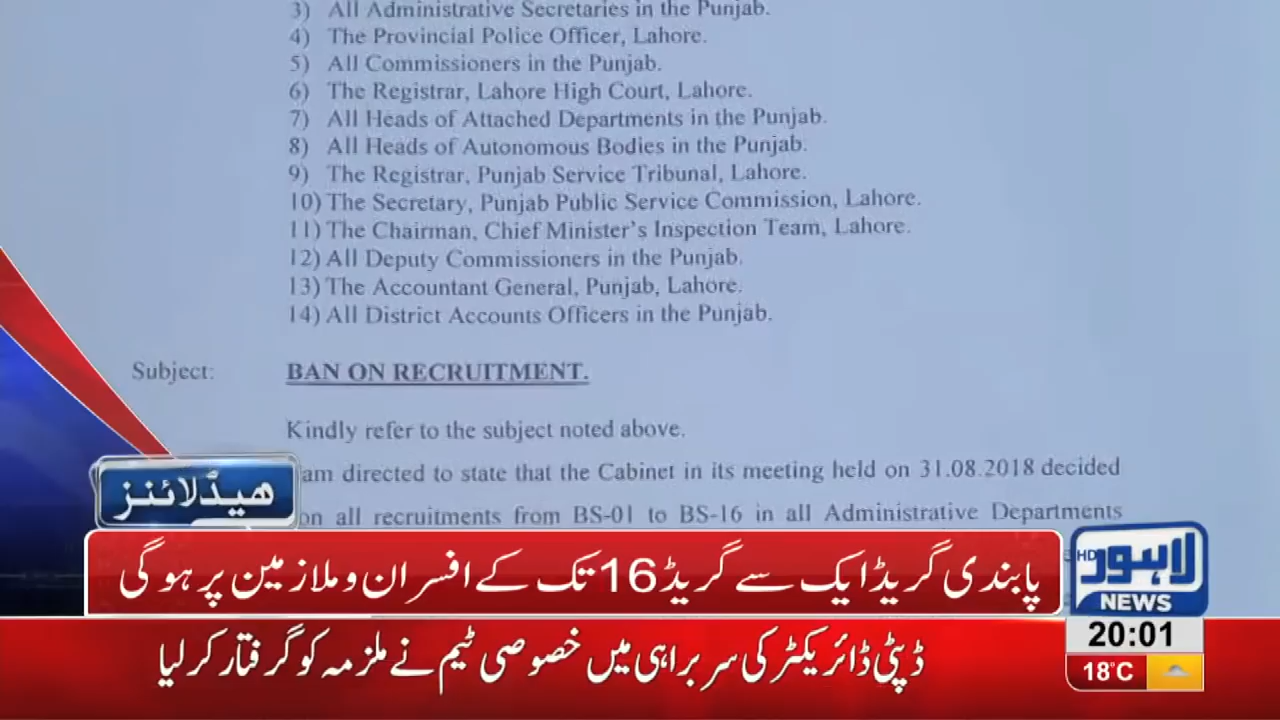 3) All Administrative Secretaries in the Punjab.
4) The Provincial Police Officer, Lahore.
5) All Commissioners in the Punjab.
6) The Registrar, Lahore High Court, Lahore.
7) All Heads of Attached Departments in the Punjab.
8) All Heads of Autonomous Bodies in the Punjab.
9) The Registrar, Punjab Service Tribunal, Lahore.
10) The Secretary, Punjab Public Service Commission, Lahore.
11) The Chairman, Chief Minister's Inspection Team, Lahore.
12) All Deputy Commissioners in the Punjab.
13) The Accountant General, Punjab, Lahore.
14) All District Accounts Officers in the Punjab.
Subject: BAN ON RECRUITMENT.
Kindly refer to the subject noted above.
am directed to state that the Cabinet in its meeting held on 31.08.2018 decided
on all recruitments from BS-01 to BS-16 in all Administrative Departments
ہیڈلائنز
پابندی گریڈ ایک سے گریڈ 16 تک کے افسران و ملازمین پر ہوگی
لاہور HD
NEWS
20:01
18°C
ڈپٹی ڈائریکٹر کی سربراہی میں خصوصی ٹیم نے ملزمہ کو گرفتار کر لیا